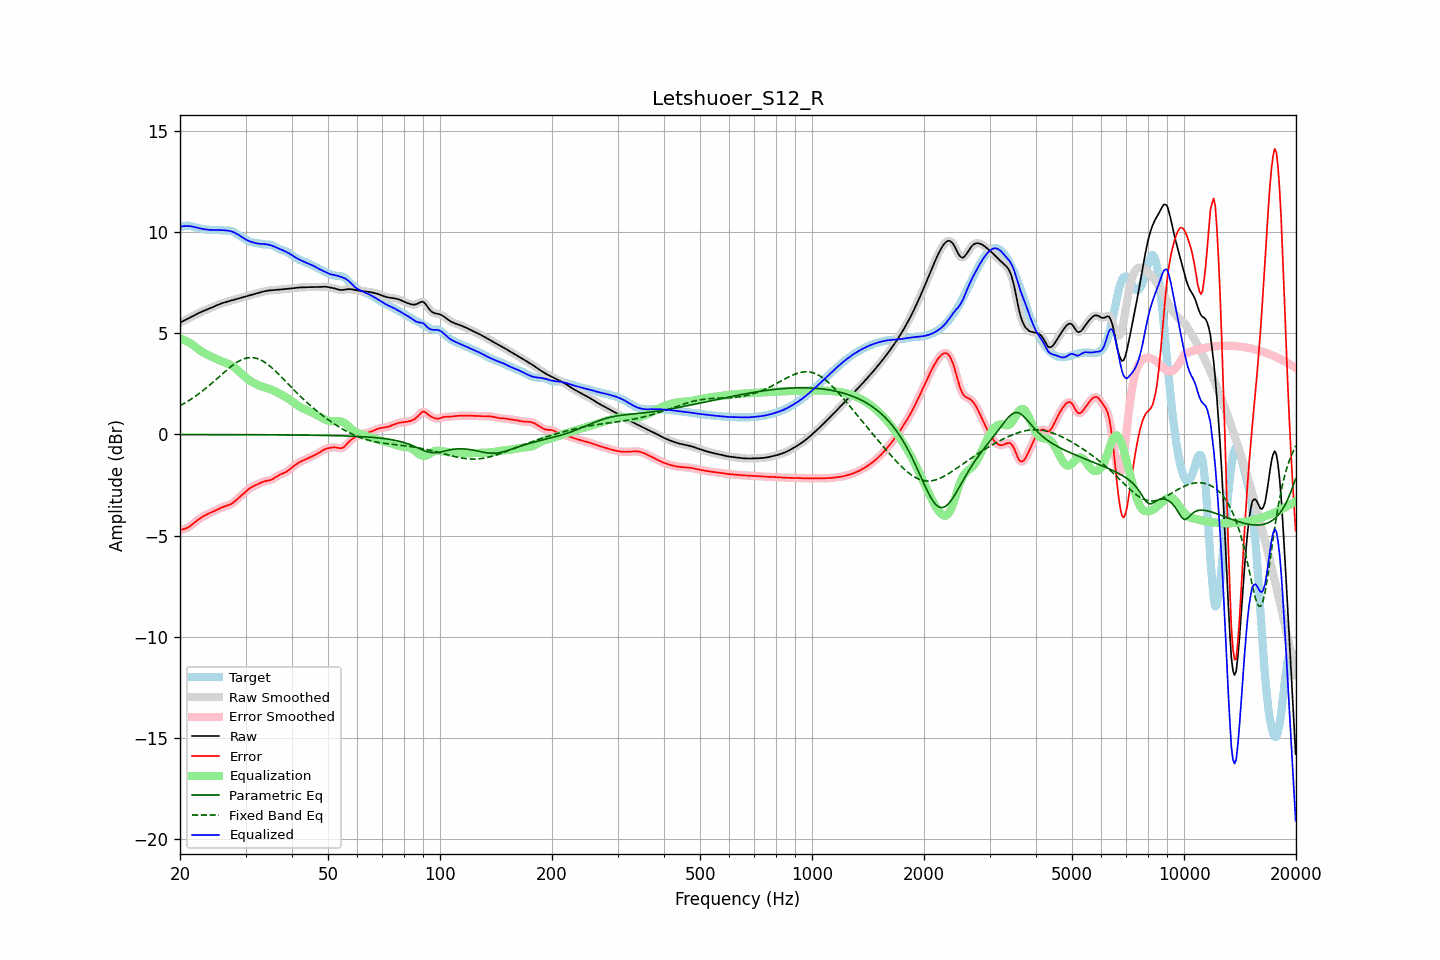 Letshuoer_S12_R
Amplitude (dBr)
15
10
5
0
−5
−10
−15
−20
Target
Raw Smoothed
Error Smoothed
Raw
Error
Equalization
Parametric Eq
Fixed Band Eq
Equalized
20 50 100 200 500 1000 2000 5000 10000 20000
Frequency (Hz)